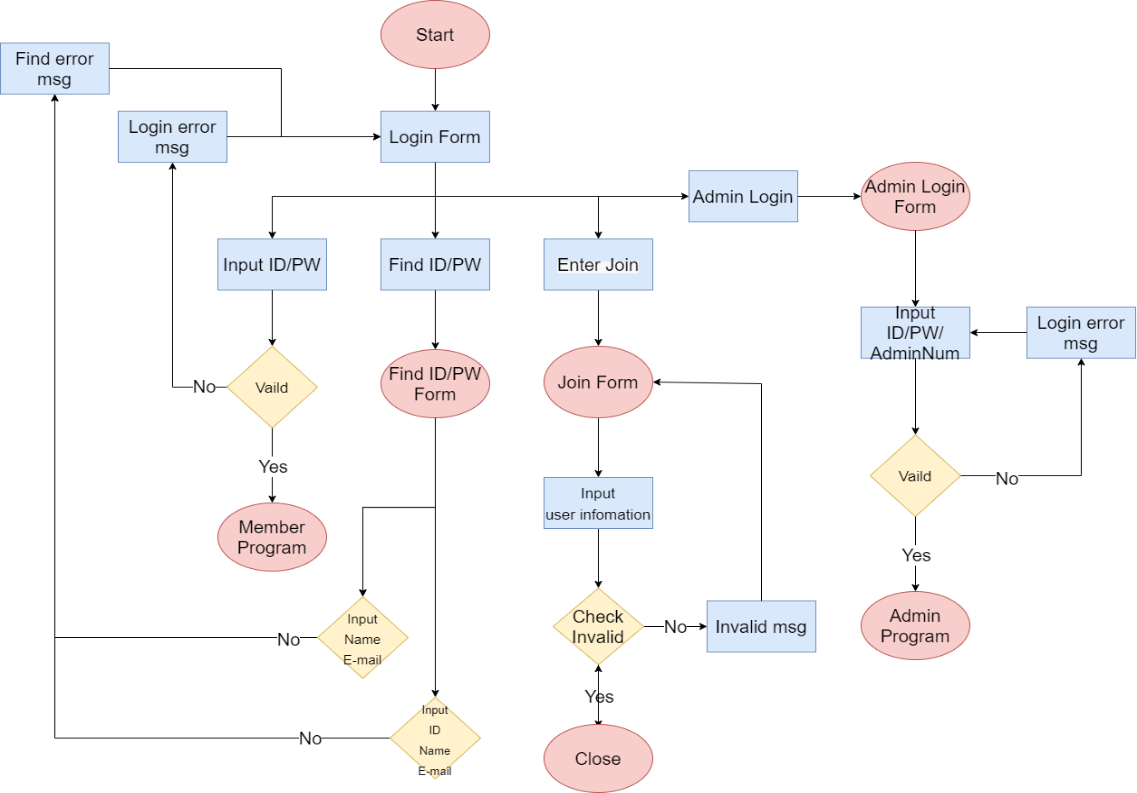 Start
Find error
msg
Login error
msg
Login Form
Admin Login
Admin Login
Form
Input ID/PW
Find ID/PW
Enter Join
Input
ID/PW/
AdminNum
Login error
msg
Vaild
No
Find ID/PW
Form
Join Form
Yes
Vaild
No
Member
Program
Input
user infomation
Yes
Input
Name
E-mail
No
Check
Invalid
No
Invalid msg
Admin
Program
Yes
Input
ID
Name
E-mail
No
Close